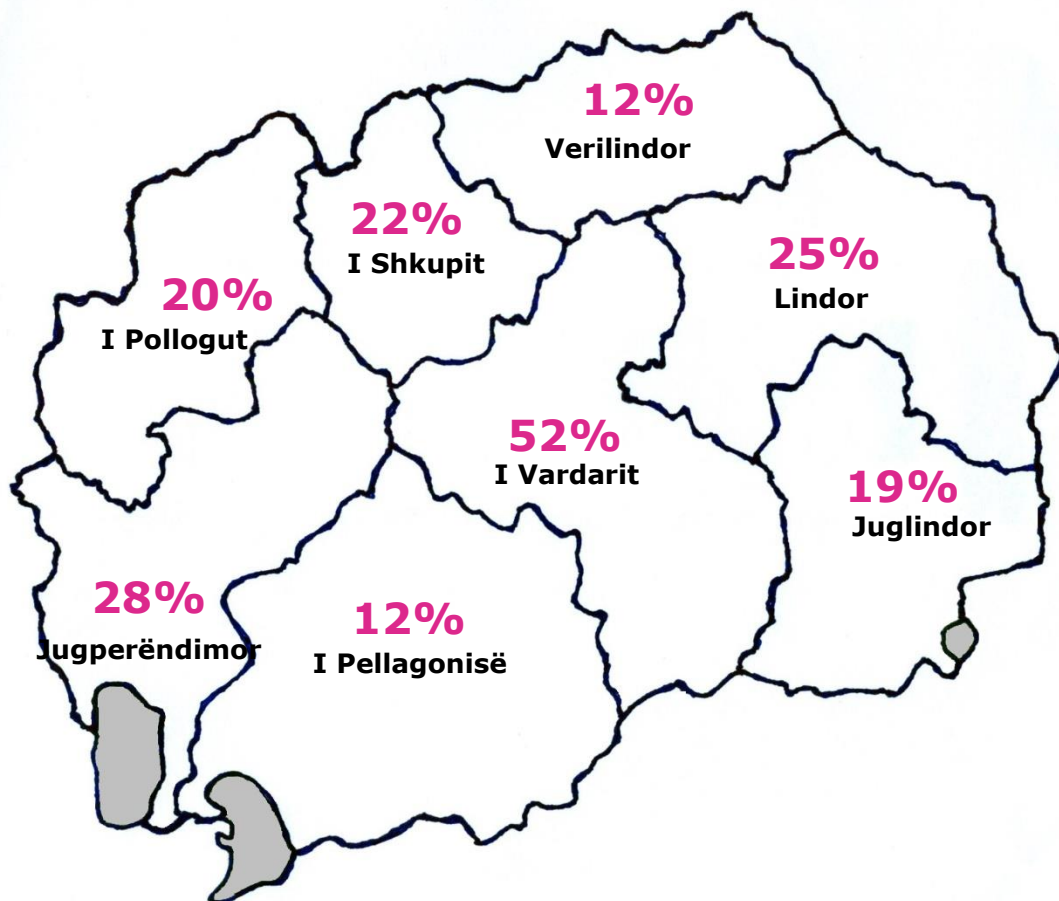 12%
Verilindor
22%
I Shkupit
25%
Lindor
20%
I Pollogut
52%
I Vardarit
19%
Juglindor
28%
Jugperëndimor
12%
I Pellagonisë